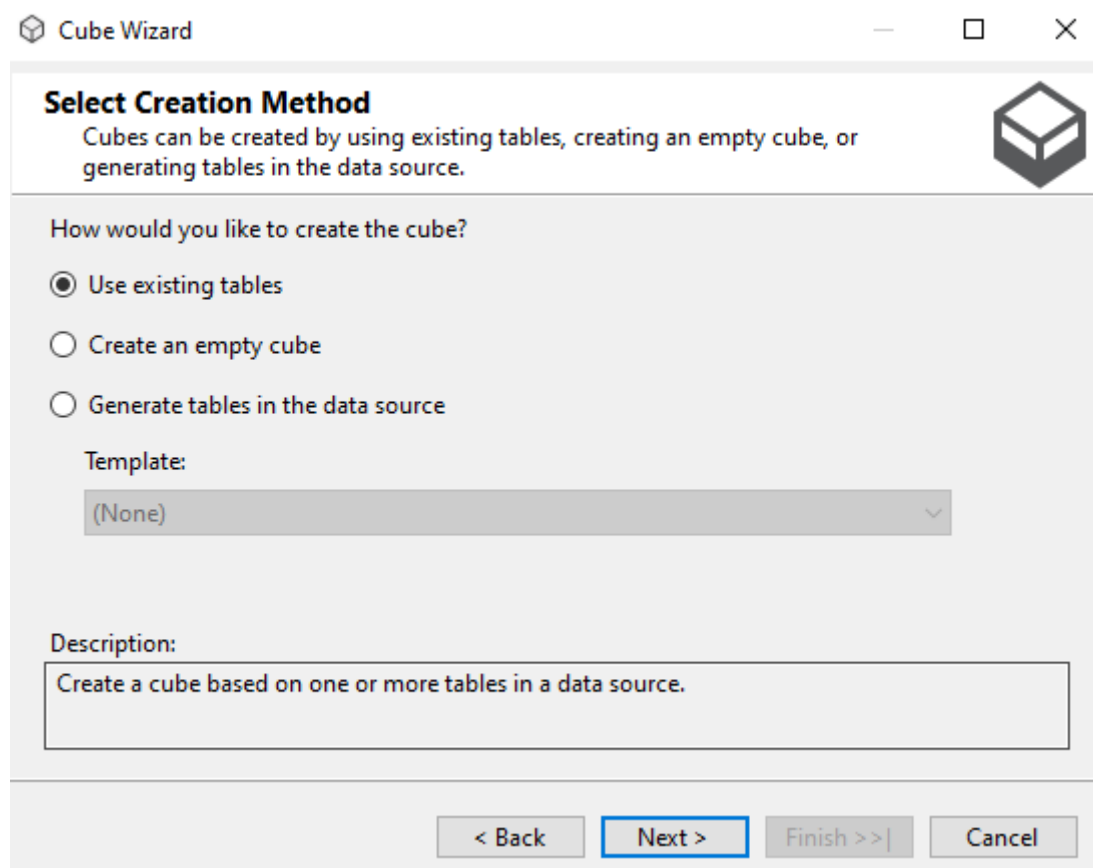 Cube Wizard
Select Creation Method
Cubes can be created by using existing tables, creating an empty cube, or
generating tables in the data source.
How would you like to create the cube?
Use existing tables
Create an empty cube
Generate tables in the data source
Template:
(None)
Description:
Create a cube based on one or more tables in a data source.
< Back Next > Finish >>| Cancel